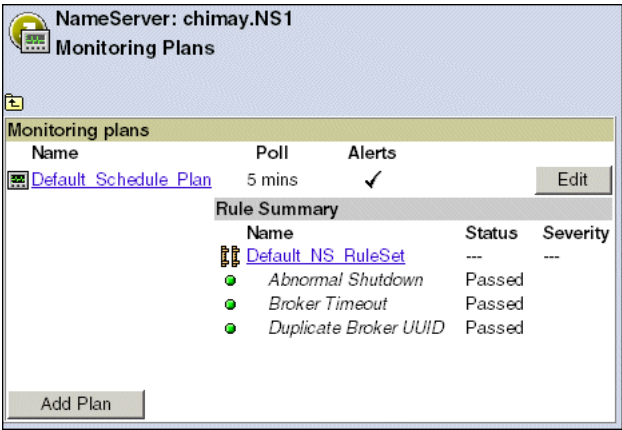 NameServer: chimay.NS1
Monitoring Plans
Monitoring plans
Name Poll Alerts
Default_Schedule_Plan 5 mins Edit
Rule Summary
Name Status Severity
Default_NS_RuleSet --- ---
Abnormal Shutdown Passed
Broker Timeout Passed
Duplicate Broker UUID Passed
Add Plan